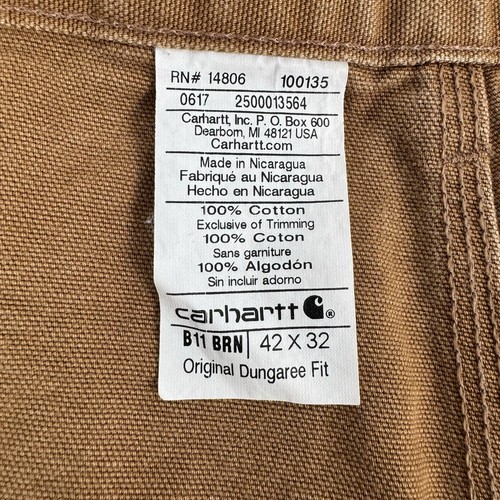 RN# 14806 100135
0617 2500013564
Carhartt, Inc. P. O. Box 600
Dearborn, MI 48121 USA
Carhartt.com
Made in Nicaragua
Fabriqué au Nicaragua
Hecho en Nicaragua
100% Cotton
Exclusive of Trimming
100% Coton
Sans garniture
100% Algodón
Sin incluir adorno
carhartt ®
B11 BRN 42 X 32
Original Dungaree Fit